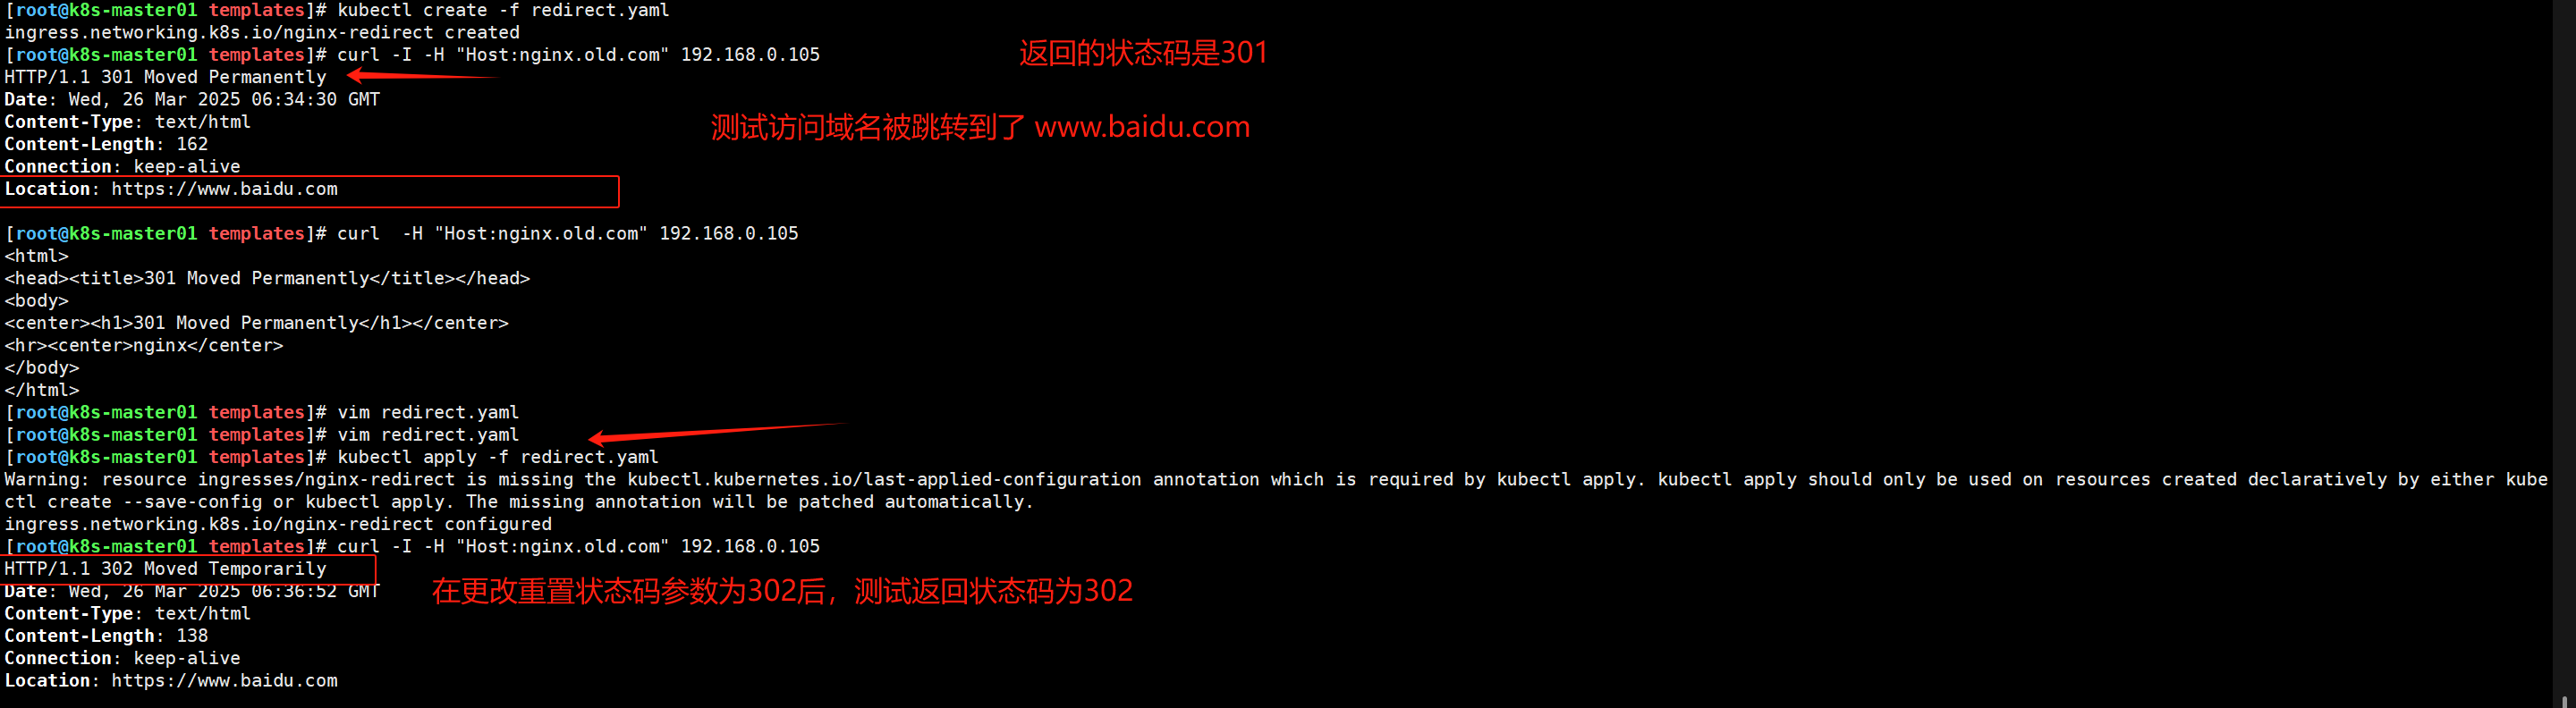 [root@k8s-master01 templates]# kubectl create -f redirect.yaml
ingress.networking.k8s.io/nginx-redirect created
[root@k8s-master01 templates]# curl -I -H "Host:nginx.old.com" 192.168.0.105
返回的状态码是301
HTTP/1.1 301 Moved Permanently
Date: Wed, 26 Mar 2025 06:34:30 GMT
Content-Type: text/html
测试访问域名被跳转到了 www.baidu.com
Content-Length: 162
Connection: keep-alive
Location: https://www.baidu.com
[root@k8s-master01 templates]# curl  -H "Host:nginx.old.com" 192.168.0.105
<html>
<head><title>301 Moved Permanently</title></head>
<body>
<center><h1>301 Moved Permanently</h1></center>
<hr><center>nginx</center>
</body>
</html>
[root@k8s-master01 templates]# vim redirect.yaml
[root@k8s-master01 templates]# vim redirect.yaml
[root@k8s-master01 templates]# kubectl apply -f redirect.yaml
Warning: resource ingresses/nginx-redirect is missing the kubectl.kubernetes.io/last-applied-configuration annotation which is required by kubectl apply. kubectl apply should only be used on resources created declaratively by either kube
ctl create --save-config or kubectl apply. The missing annotation will be patched automatically.
ingress.networking.k8s.io/nginx-redirect configured
[root@k8s-master01 templates]# curl -I -H "Host:nginx.old.com" 192.168.0.105
HTTP/1.1 302 Moved Temporarily
Date: Wed, 26 Mar 2025 06:36:52 GMT
在更改重置状态码参数为302后，测试返回状态码为302
Content-Type: text/html
Content-Length: 138
Connection: keep-alive
Location: https://www.baidu.com